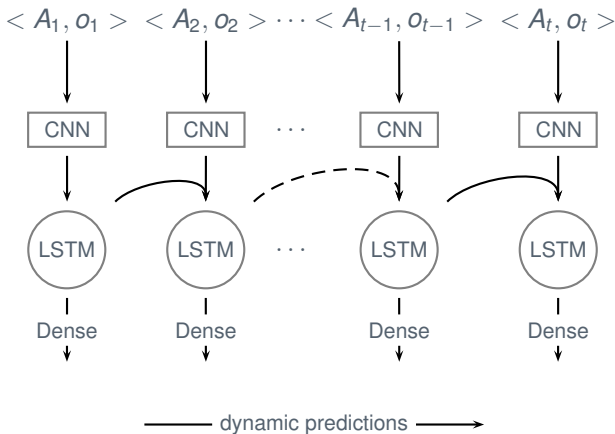 < A₁, o₁ > < A₂, o₂ > ··· < Aₜ₋₁, oₜ₋₁ > < Aₜ, oₜ >
CNN CNN ··· CNN CNN
LSTM LSTM ··· LSTM LSTM
Dense Dense Dense Dense
dynamic predictions